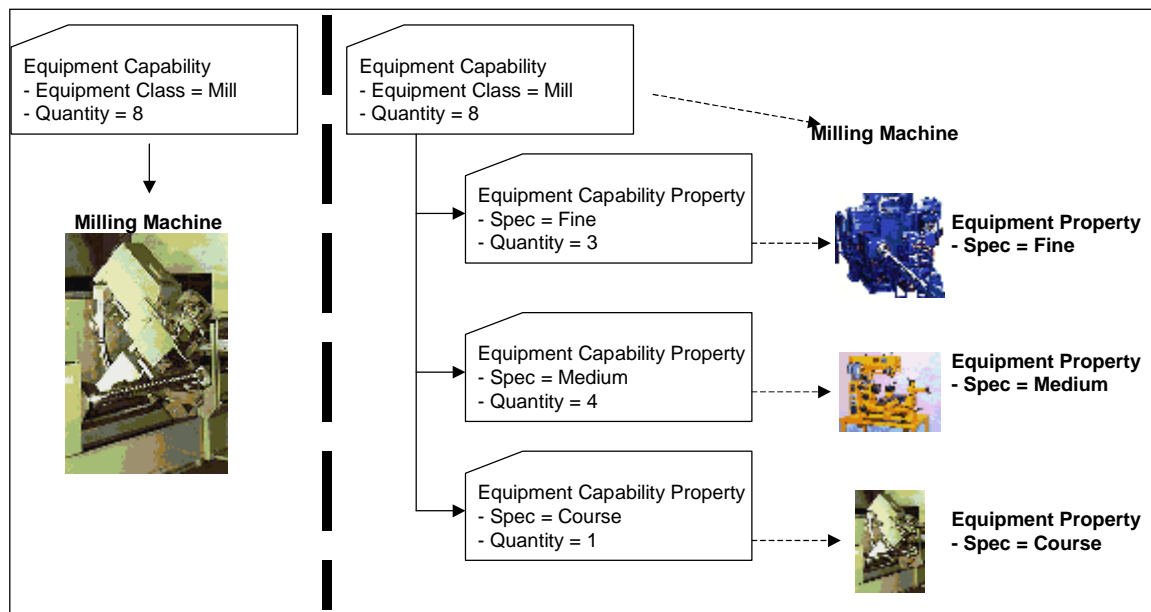 Equipment Capability
- Equipment Class = Mill
- Quantity = 8
Milling Machine
Equipment Capability
- Equipment Class = Mill
- Quantity = 8
Milling Machine
Equipment Capability Property
- Spec = Fine
- Quantity = 3
Equipment Property
- Spec = Fine
Equipment Capability Property
- Spec = Medium
- Quantity = 4
Equipment Property
- Spec = Medium
Equipment Capability Property
- Spec = Course
- Quantity = 1
Equipment Property
- Spec = Course